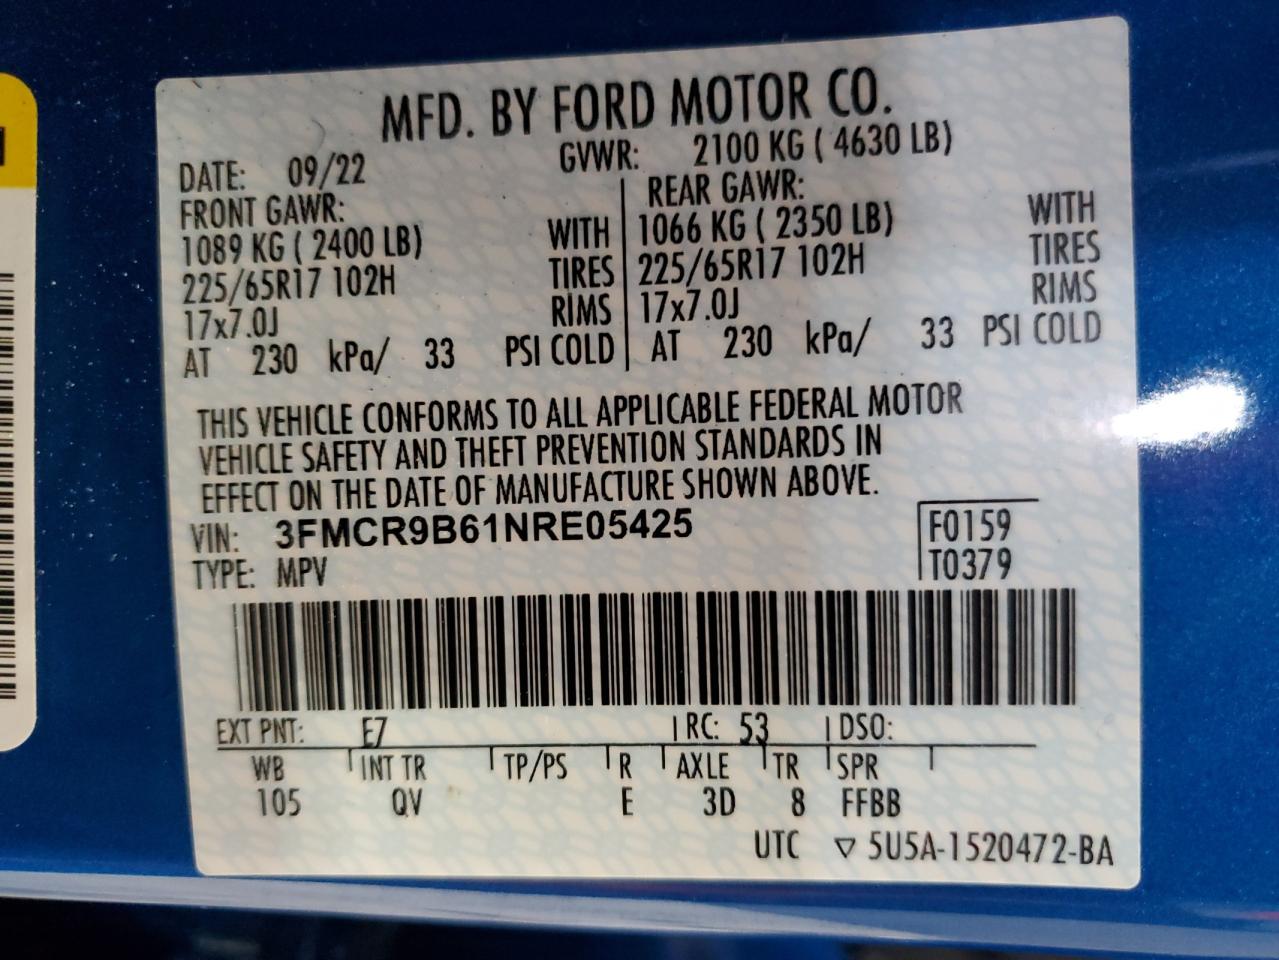 MFD. BY FORD MOTOR CO.
DATE: 09/22 GVWR: 2100 KG ( 4630 LB)
FRONT GAWR: REAR GAWR:
1089 KG ( 2400 LB) WITH 1066 KG ( 2350 LB) WITH
225/65R17 102H TIRES 225/65R17 102H TIRES
17x7.0J RIMS 17x7.0J RIMS
AT 230 kPa/ 33 PSI COLD AT 230 kPa/ 33 PSI COLD
THIS VEHICLE CONFORMS TO ALL APPLICABLE FEDERAL MOTOR
VEHICLE SAFETY AND THEFT PREVENTION STANDARDS IN
EFFECT ON THE DATE OF MANUFACTURE SHOWN ABOVE.
VIN: 3FMCR9B61NRE05425 F0159
TYPE: MPV T0379
EXT PNT: E7 RC: 53 DSO:
WB INT TR TP/PS R AXLE TR SPR
105 QV E 3D 8 FFBB
UTC ▽ 5U5A-1520472-BA